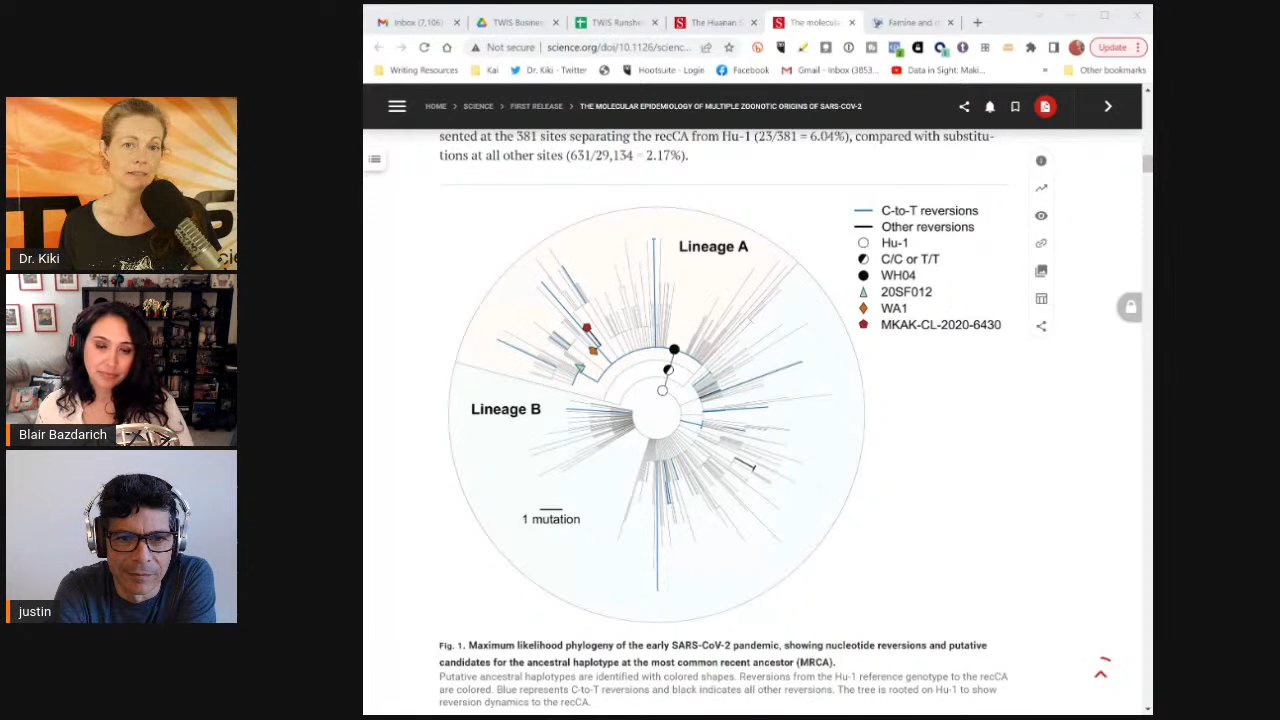 Inbox (7,106)
TWIS Busine
TWIS Runshe
The Huanan S
The molecula
Famine and
Not secure
science.org/doi/10.1126/scienc...
Update
Writing Resources
Kai
Dr. Kiki - Twitter
Hootsuite - Login
Facebook
Gmail - Inbox (3853...
Data in Sight: Maki...
»
Other bookmarks
HOME > SCIENCE > FIRST RELEASE > THE MOLECULAR EPIDEMIOLOGY OF MULTIPLE ZOONOTIC ORIGINS OF SARS-COV-2
sented at the 381 sites separating the recCA from Hu-1 (23/381 = 6.04%), compared with substitu-
tions at all other sites (631/29,134 = 2.17%).
Lineage A
Lineage B
1 mutation
C-to-T reversions
Other reversions
Hu-1
C/C or T/T
WH04
20SF012
WA1
MKAK-CL-2020-6430
Fig. 1. Maximum likelihood phylogeny of the early SARS-CoV-2 pandemic, showing nucleotide reversions and putative
candidates for the ancestral haplotype at the most common recent ancestor (MRCA).
Putative ancestral haplotypes are identified with colored shapes. Reversions from the Hu-1 reference genotype to the recCA
are colored. Blue represents C-to-T reversions and black indicates all other reversions. The tree is rooted on Hu-1 to show
reversion dynamics to the recCA.
Dr. Kiki
Blair Bazdarich
justin